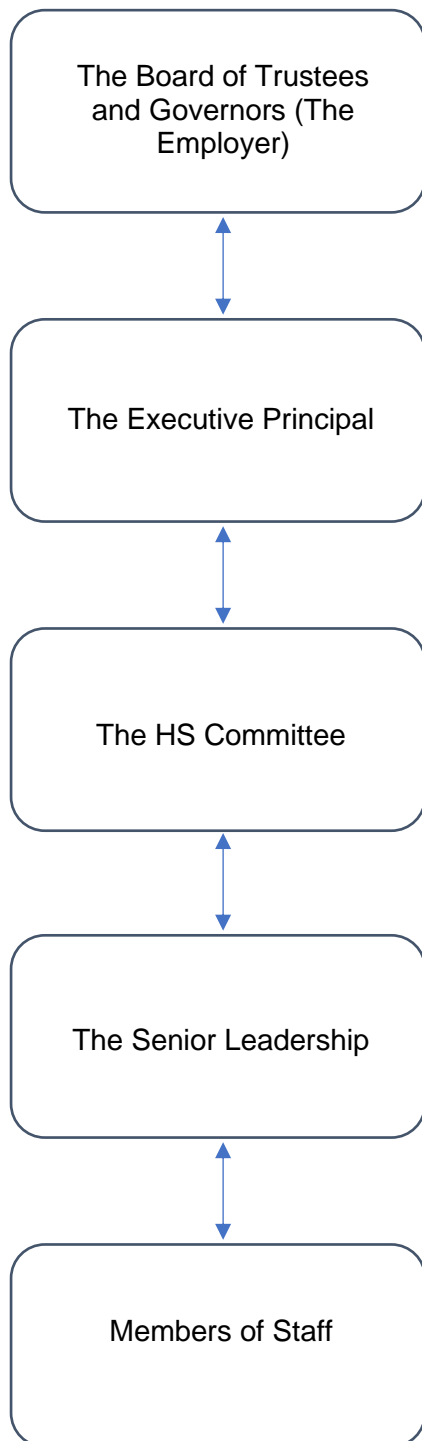 The Board of Trustees
and Governors (The
Employer)
The Executive Principal
The HS Committee
The Senior Leadership
Members of Staff